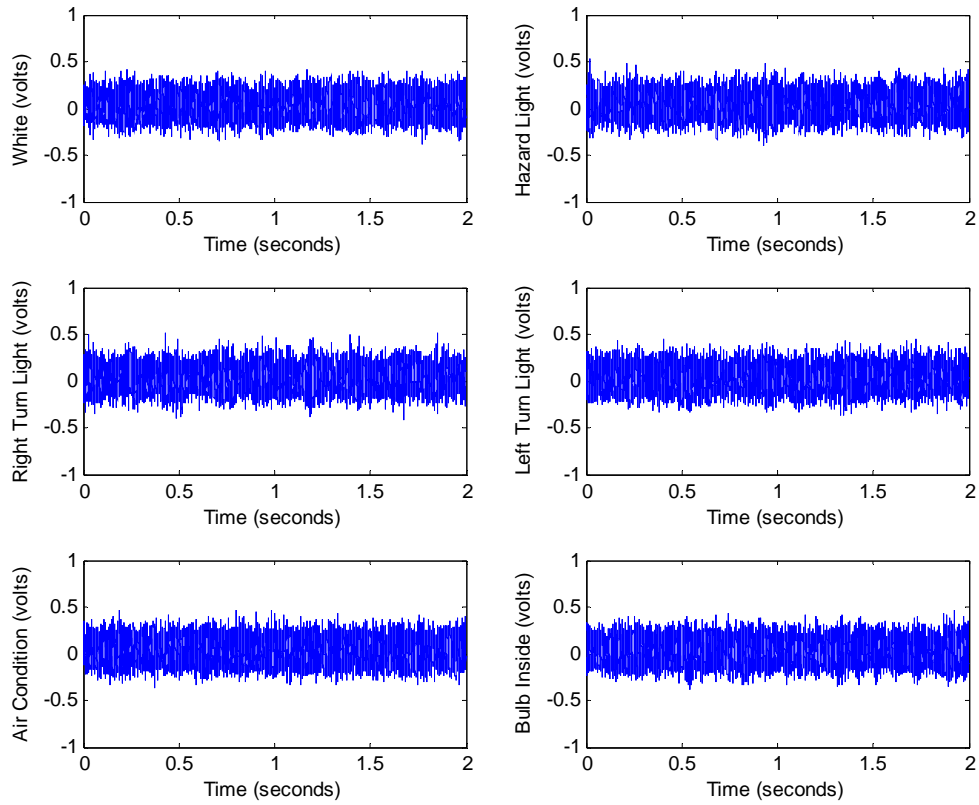 1
0.5
0
-0.5
-1
White (volts)
0 0.5 1 1.5 2
Time (seconds)
1
0.5
0
-0.5
-1
Hazard Light (volts)
0 0.5 1 1.5 2
Time (seconds)
1
0.5
0
-0.5
-1
Right Turn Light (volts)
0 0.5 1 1.5 2
Time (seconds)
1
0.5
0
-0.5
-1
Left Turn Light (volts)
0 0.5 1 1.5 2
Time (seconds)
1
0.5
0
-0.5
-1
Air Condition (volts)
0 0.5 1 1.5 2
Time (seconds)
1
0.5
0
-0.5
-1
Bulb Inside (volts)
0 0.5 1 1.5 2
Time (seconds)